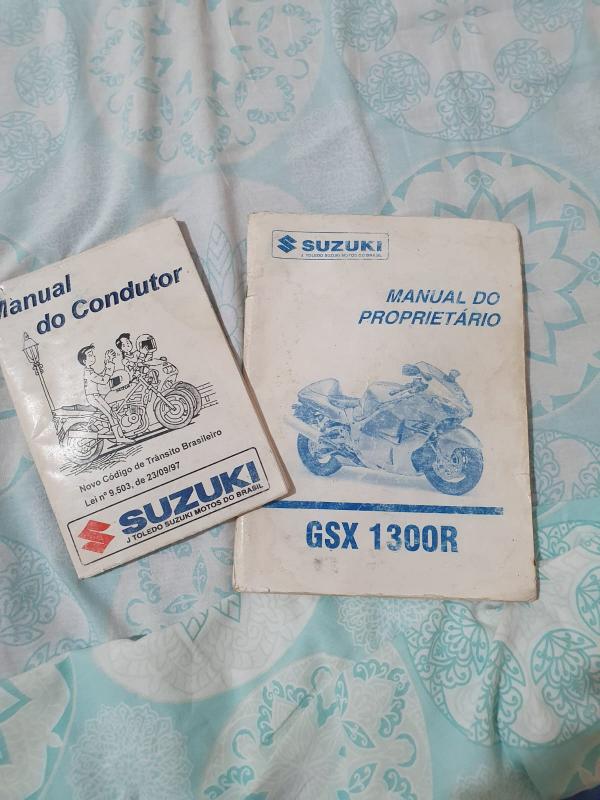 Manual
do Condutor
Novo Código de Trânsito Brasileiro
Lei nº 9.503, de 23/09/97
SUZUKI
J TOLEDO SUZUKI MOTOS DO BRASIL
SUZUKI
J TOLEDO SUZUKI MOTOS DO BRASIL
MANUAL DO
PROPRIETÁRIO
GSX 1300R